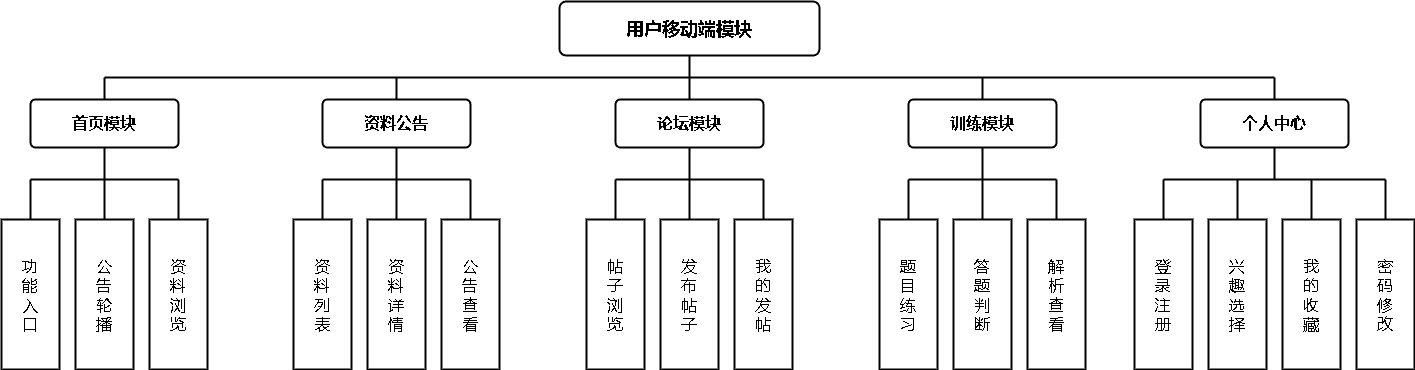 用户移动端模块
首页模块
资料公告
论坛模块
训练模块
个人中心
功能入口
公告轮播
资料浏览
资料列表
资料详情
公告查看
帖子浏览
发布帖子
我的发帖
题目练习
答题判断
解析查看
登录注册
兴趣选择
我的收藏
密码修改